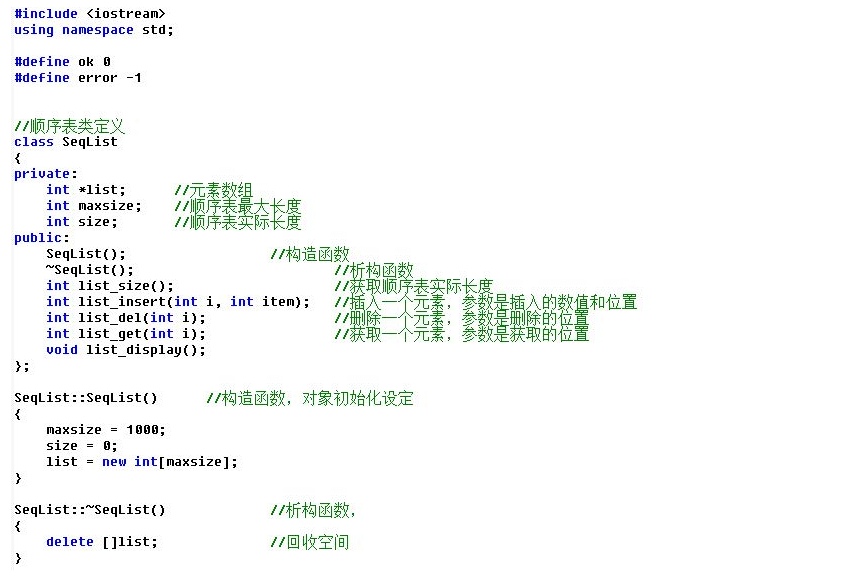 #include <iostream>
using namespace std;
#define ok 0
#define error -1
//顺序表类定义
class SeqList
{
private:
    int *list;      //元素数组
    int maxsize;    //顺序表最大长度
    int size;       //顺序表实际长度
public:
    SeqList();                  //构造函数
    ~SeqList();                         //析构函数
    int list_size();                    //获取顺序表实际长度
    int list_insert(int i, int item);   //插入一个元素，参数是插入的数值和位置
    int list_del(int i);                //删除一个元素，参数是删除的位置
    int list_get(int i);                //获取一个元素，参数是获取的位置
    void list_display();
};
SeqList::SeqList()      //构造函数，对象初始化设定
{
    maxsize = 1000;
    size = 0;
    list = new int[maxsize];
}
SeqList::~SeqList()             //析构函数，
{
    delete []list;              //回收空间
}